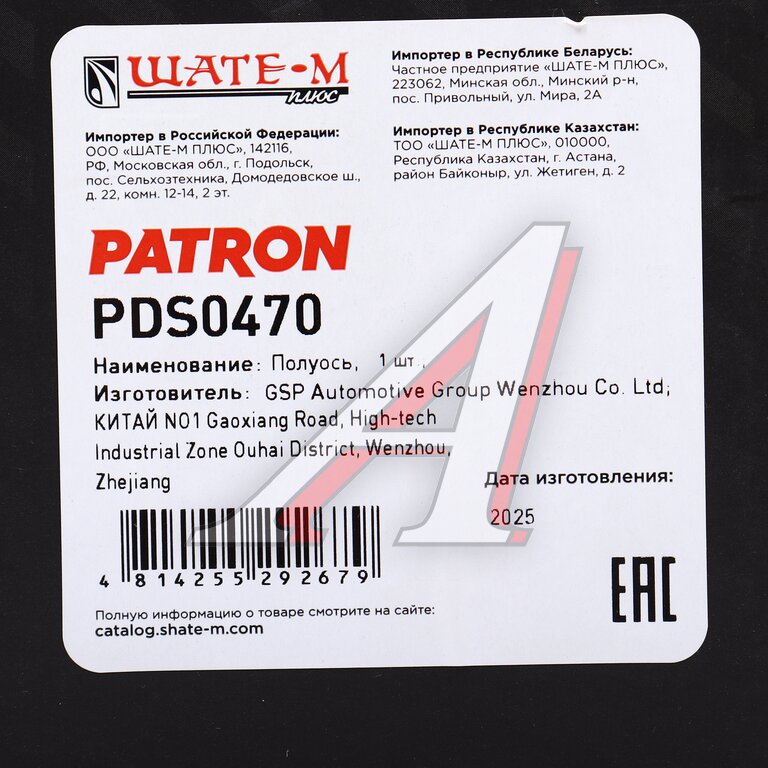 ШАТЕ-М
плюс
Импортер в Российской Федерации:
ООО «ШАТЕ-М ПЛЮС», 142116,
РФ, Московская обл., г. Подольск,
пос. Сельхозтехника, Домодедовское ш.,
д. 22, комн. 12-14, 2 эт.
Импортер в Республике Беларусь:
Частное предприятие «ШАТЕ-М ПЛЮС»,
223062, Минская обл., Минский р-н,
пос. Привольный, ул. Мира, 2А
Импортер в Республике Казахстан:
ТОО «ШАТЕ-М ПЛЮС», 010000,
Республика Казахстан, г. Астана,
район Байконыр, ул. Жетиген, д. 2
PATRON
PDS0470
Наименование: Полуось, 1 шт.,
Изготовитель: GSP Automotive Group Wenzhou Co. Ltd;
КИТАЙ NO1 Gaoxiang Road, High-tech
Industrial Zone Ouhai District, Wenzhou,
Zhejiang
Дата изготовления:
2025
4 814255 292679
EAC
Полную информацию о товаре смотрите на сайте:
catalog.shate-m.com
A